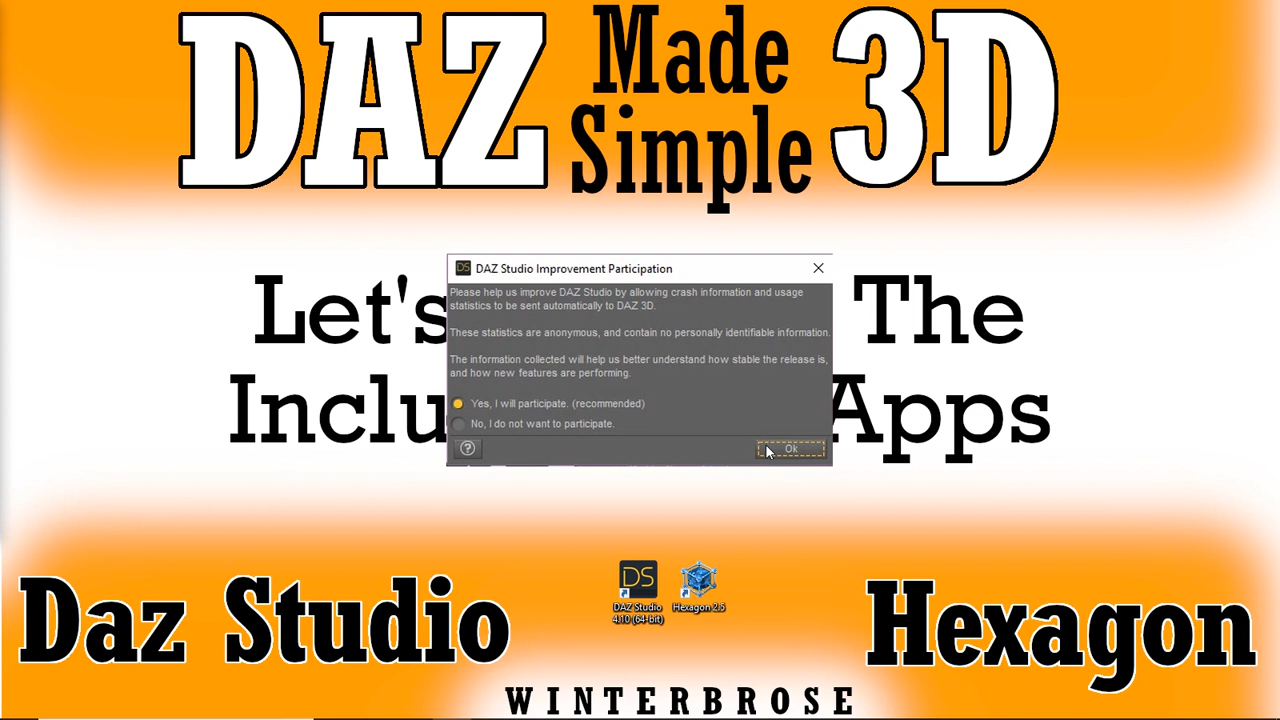 DAZ Made Simple 3D
DS DAZ Studio Improvement Participation
Please help us improve DAZ Studio by allowing crash information and usage
statistics to be sent automatically to DAZ 3D.
These statistics are anonymous, and contain no personally identifiable information.
The information collected will help us better understand how stable the release is,
and how new features are performing.
Yes, I will participate. (recommended)
No, I do not want to participate.
? Ok
Let's The
Inclu Apps
DS
DAZ Studio
4.10 (64-bit)
Hexagon 2.5
Daz Studio
Hexagon
WINTERBROSE